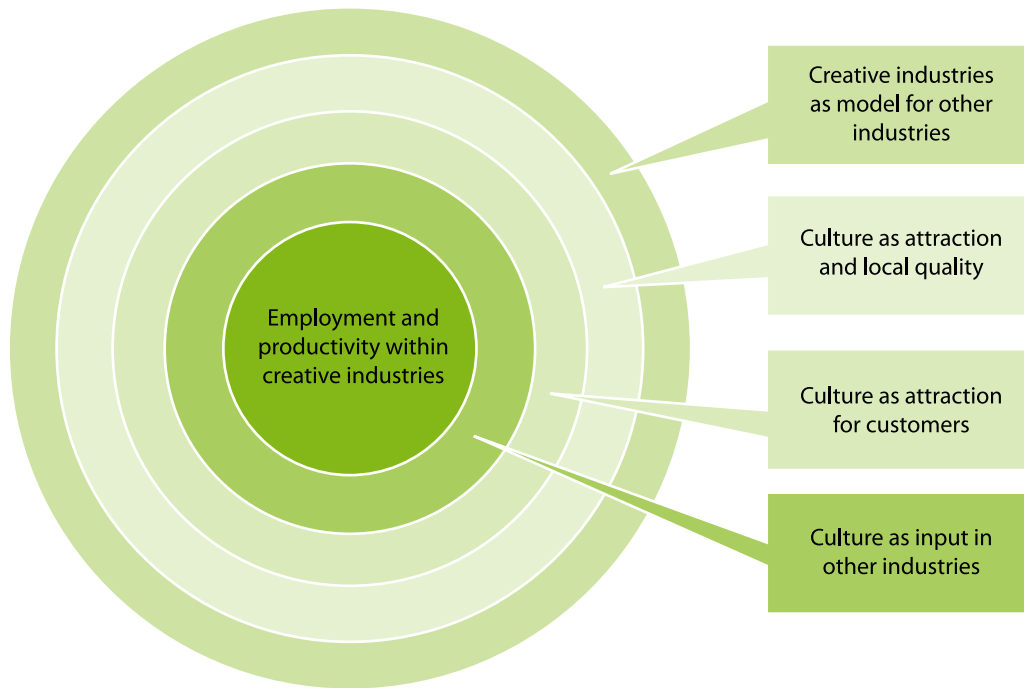 Employment and
productivity within
creative industries
Creative industries
as model for other
industries
Culture as attraction
and local quality
Culture as attraction
for customers
Culture as input in
other industries